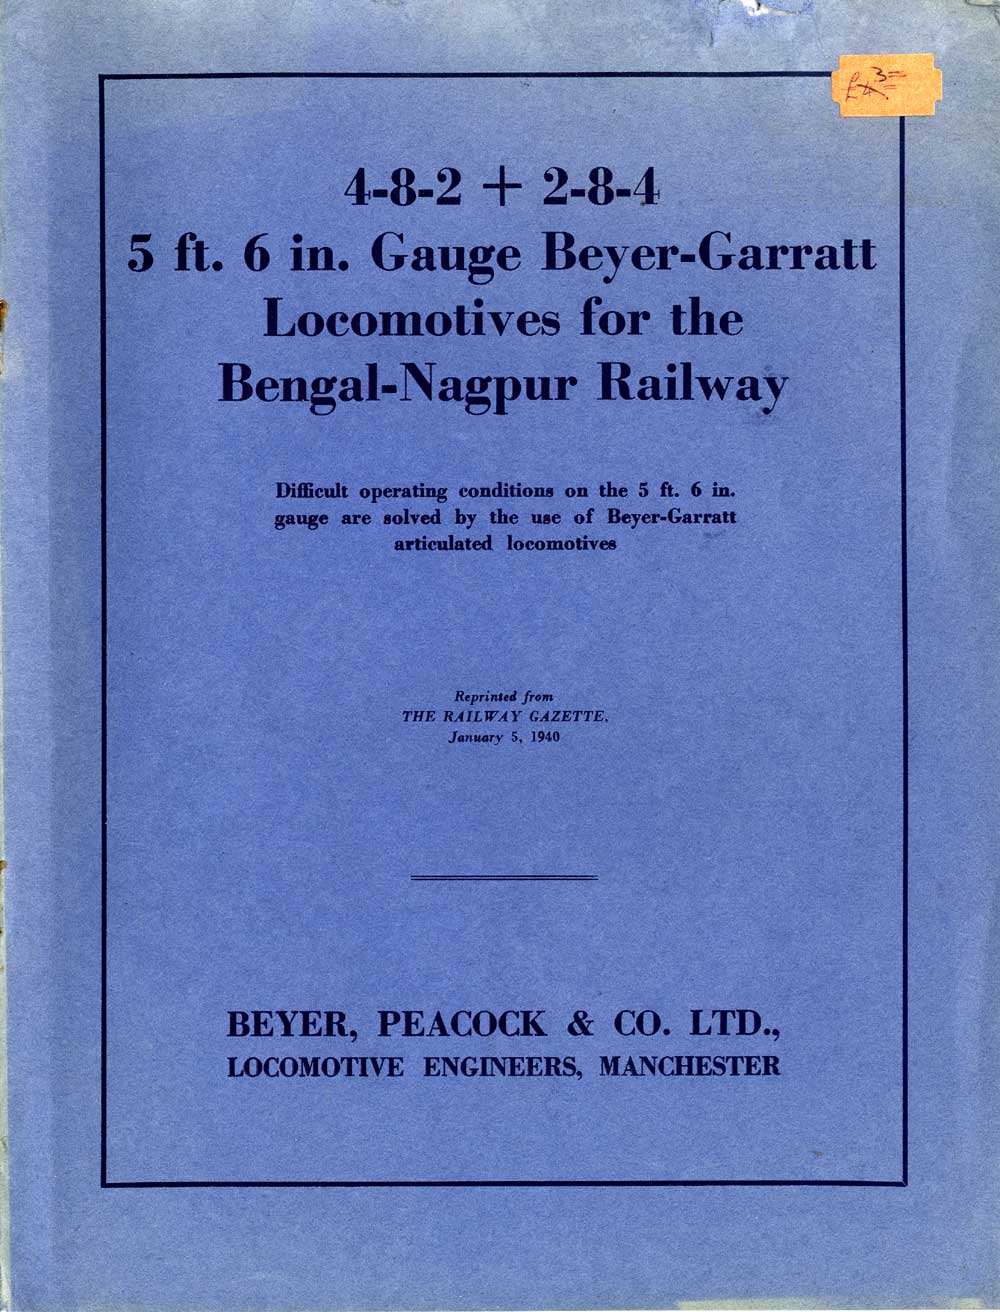 £4 3=
4-8-2 + 2-8-4
5 ft. 6 in. Gauge Beyer-Garratt
Locomotives for the
Bengal-Nagpur Railway
Difficult operating conditions on the 5 ft. 6 in.
gauge are solved by the use of Beyer-Garratt
articulated locomotives
Reprinted from
THE RAILWAY GAZETTE,
January 5, 1940
BEYER, PEACOCK & CO. LTD.,
LOCOMOTIVE ENGINEERS, MANCHESTER